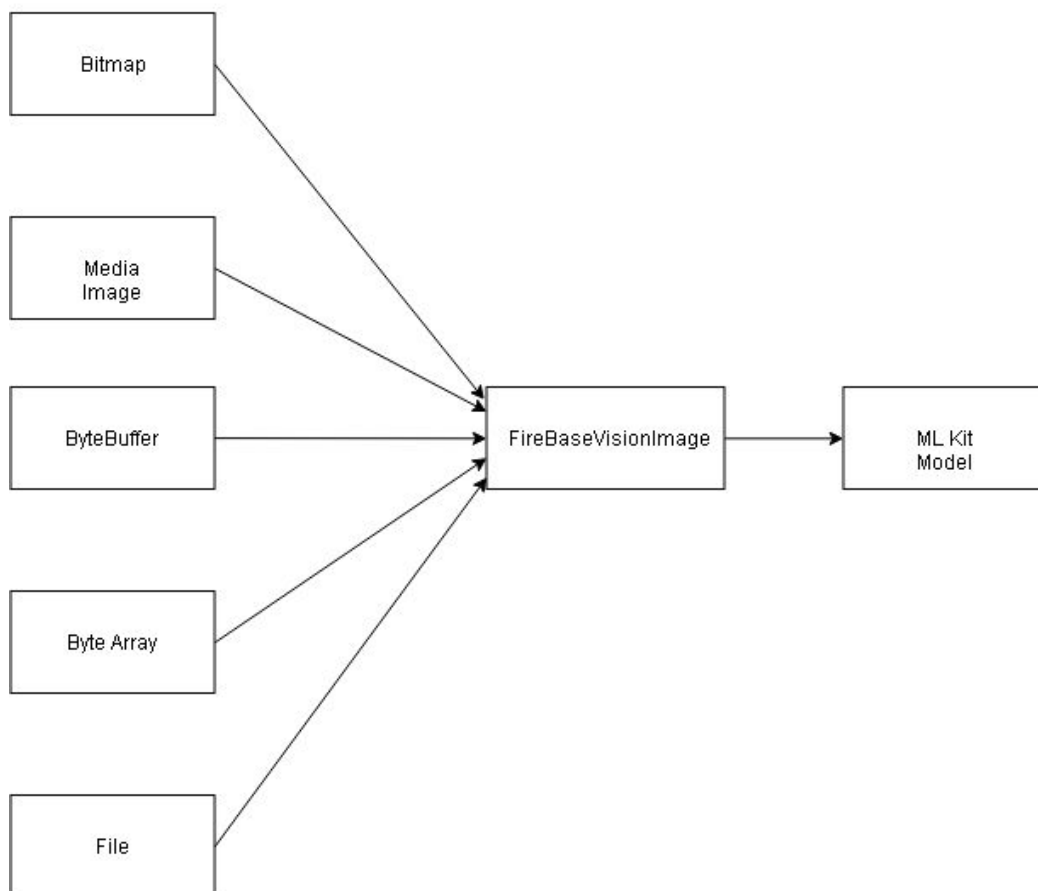 Bitmap
Media
Image
ByteBuffer
FireBaseVisionImage
ML Kit
Model
Byte Array
File